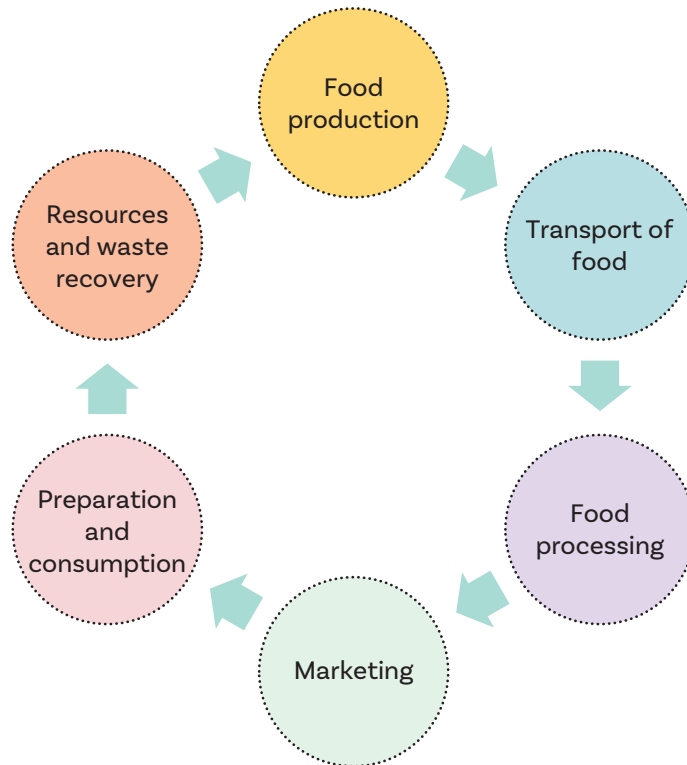 Food
production
Transport of
food
Food
processing
Marketing
Preparation
and
consumption
Resources
and waste
recovery